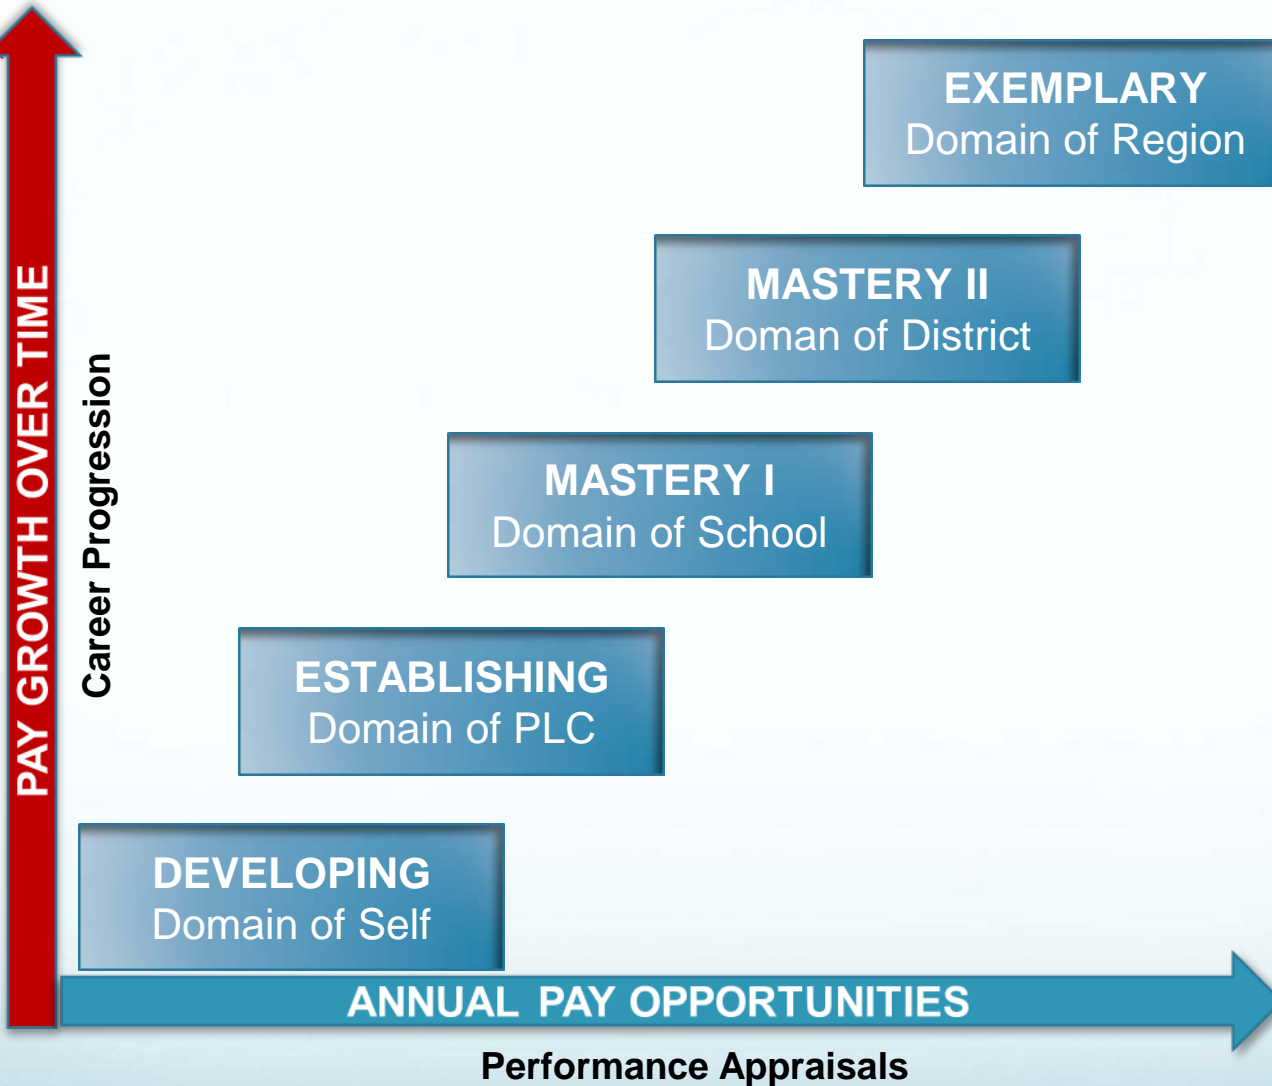 EXEMPLARY
Domain of Region
MASTERY II
Doman of District
MASTERY I
Domain of School
ESTABLISHING
Domain of PLC
DEVELOPING
Domain of Self
PAY GROWTH OVER TIME
Career Progression
ANNUAL PAY OPPORTUNITIES
Performance Appraisals